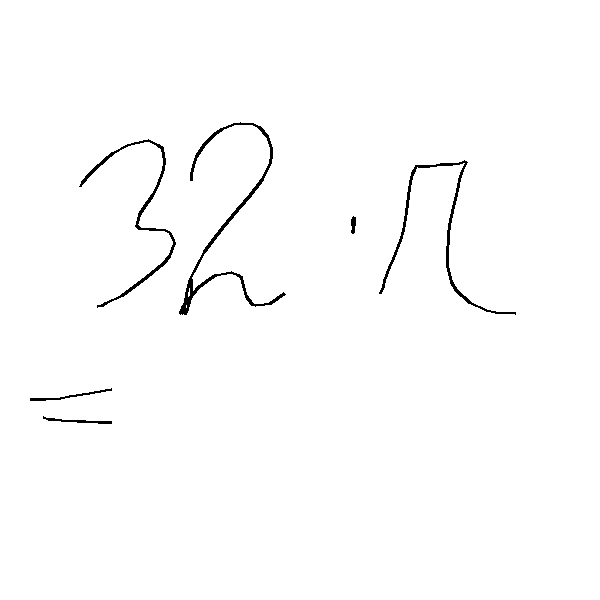 32 · π
=